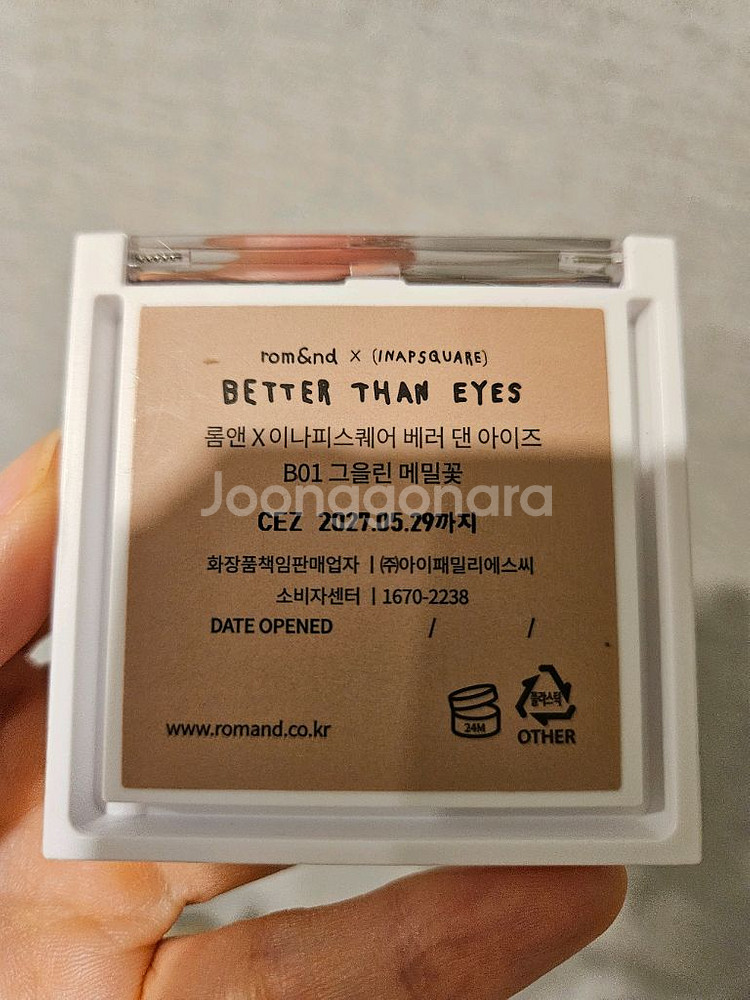 rom&nd X (INAPSQUARE)
BETTER THAN EYES
롬앤 X 이나피스퀘어 베러 댄 아이즈
B01 그을린 메밀꽃
Joonggonara
CEZ 2027.05.29까지
화장품책임판매업자 | ㈜아이패밀리에스씨
소비자센터 | 1670-2238
DATE OPENED / /
플라스틱
24M
www.romand.co.kr
OTHER